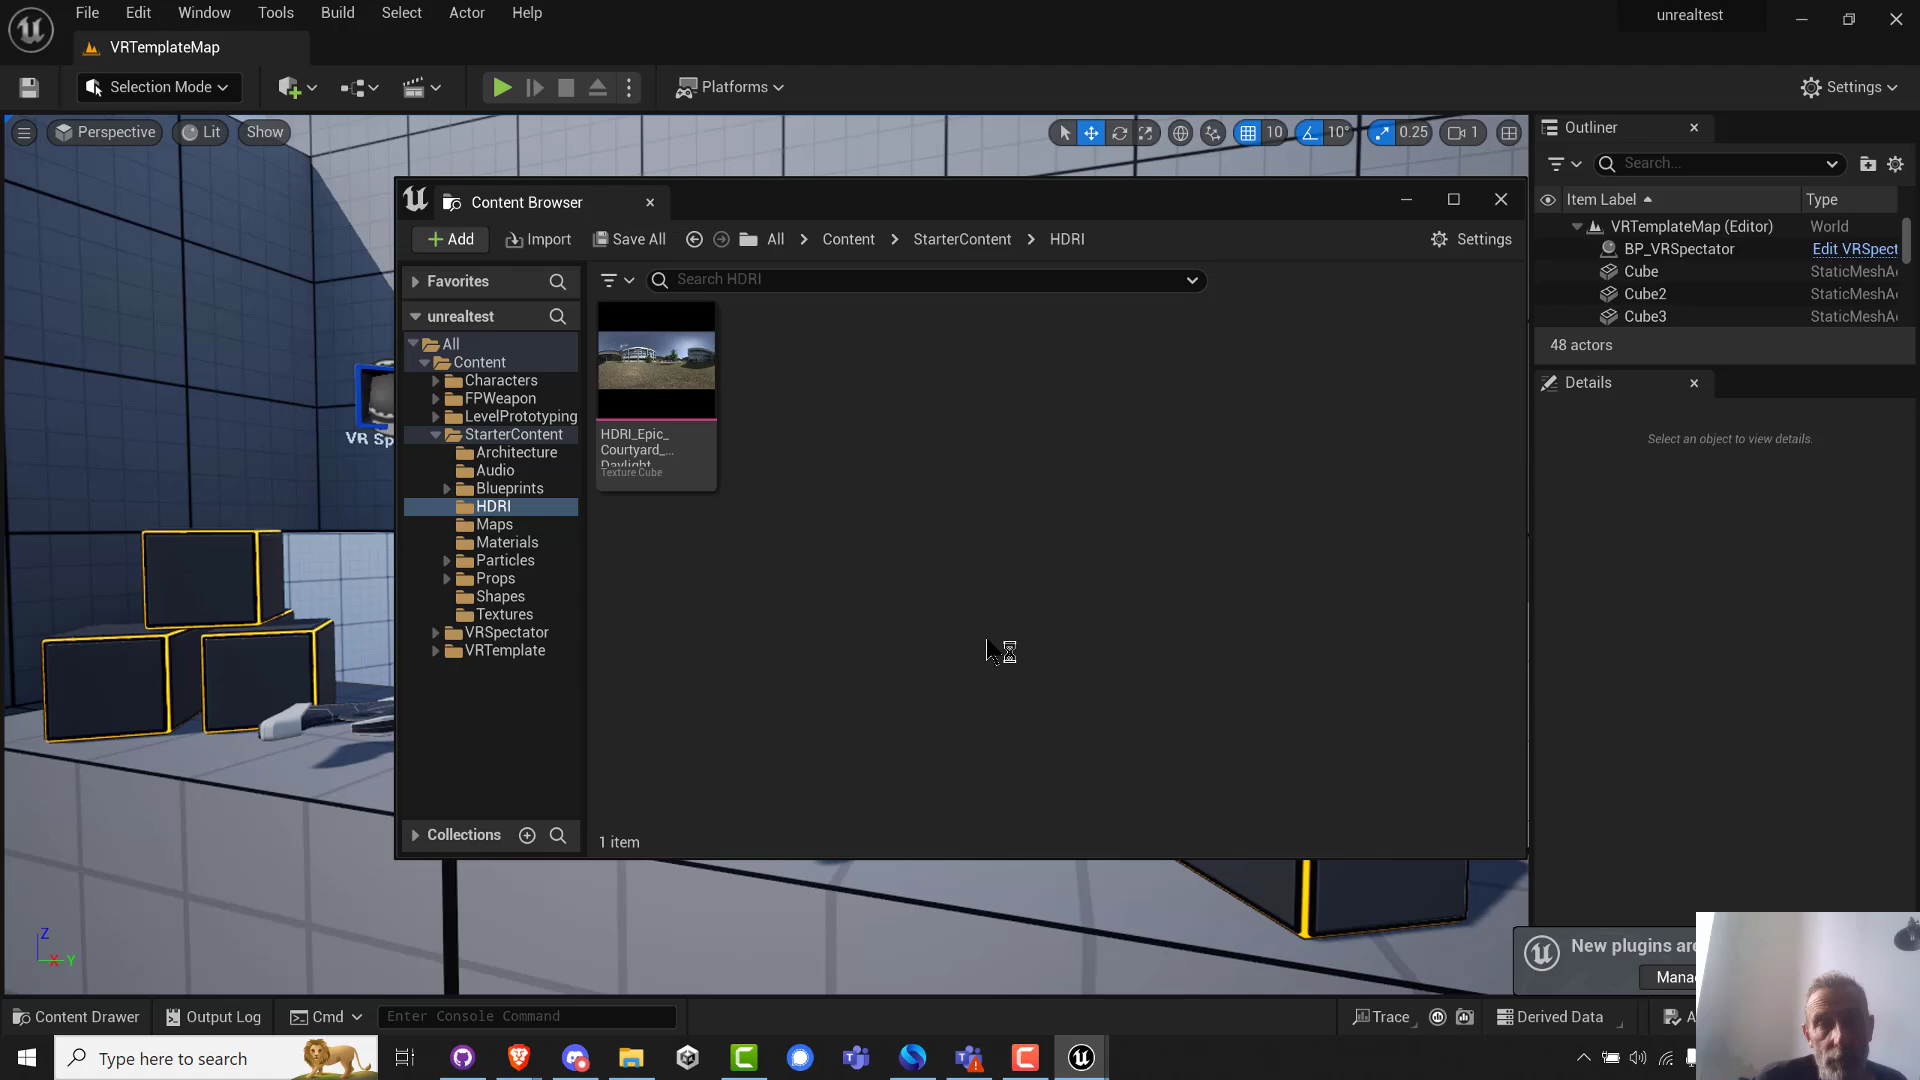 File Edit Window Tools Build Select Actor Help
unrealtest
VRTemplateMap
Selection Mode
Platforms
Settings
Perspective Lit Show
10 10° 0.25 1
Outliner
Search...
Item Label Type
VRTemplateMap (Editor) World
BP_VRSpectator Edit VRSpect
Cube StaticMeshA
Cube2 StaticMeshA
Cube3 StaticMeshA
48 actors
Details
Select an object to view details.
Content Browser
Add Import Save All All Content StarterContent HDRI Settings
Favorites
Search HDRI
unrealtest
All
Content
Characters
FPWeapon
LevelPrototyping
StarterContent
Architecture
Audio
Blueprints
HDRI
Maps
Materials
Particles
Props
Shapes
Textures
VRSpectator
VRTemplate
HDRI_Epic_
Courtyard_...
Daylight
Texture Cube
Collections
1 item
VR Sp
Z
X Y
New plugins are
Mana
Content Drawer Output Log Cmd Enter Console Command Trace Derived Data A
Type here to search